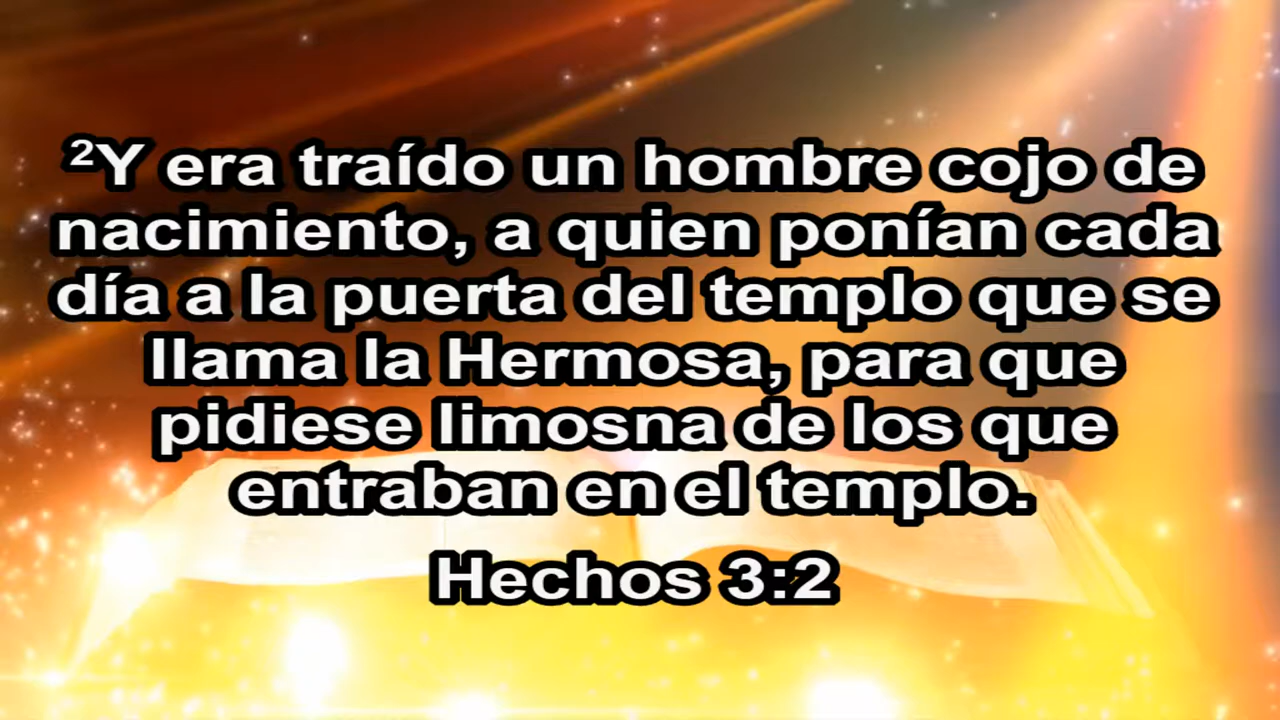 ²Y era traído un hombre cojo de
nacimiento, a quien ponían cada
día a la puerta del templo que se
llama la Hermosa, para que
pidiese limosna de los que
entraban en el templo.
Hechos 3:2